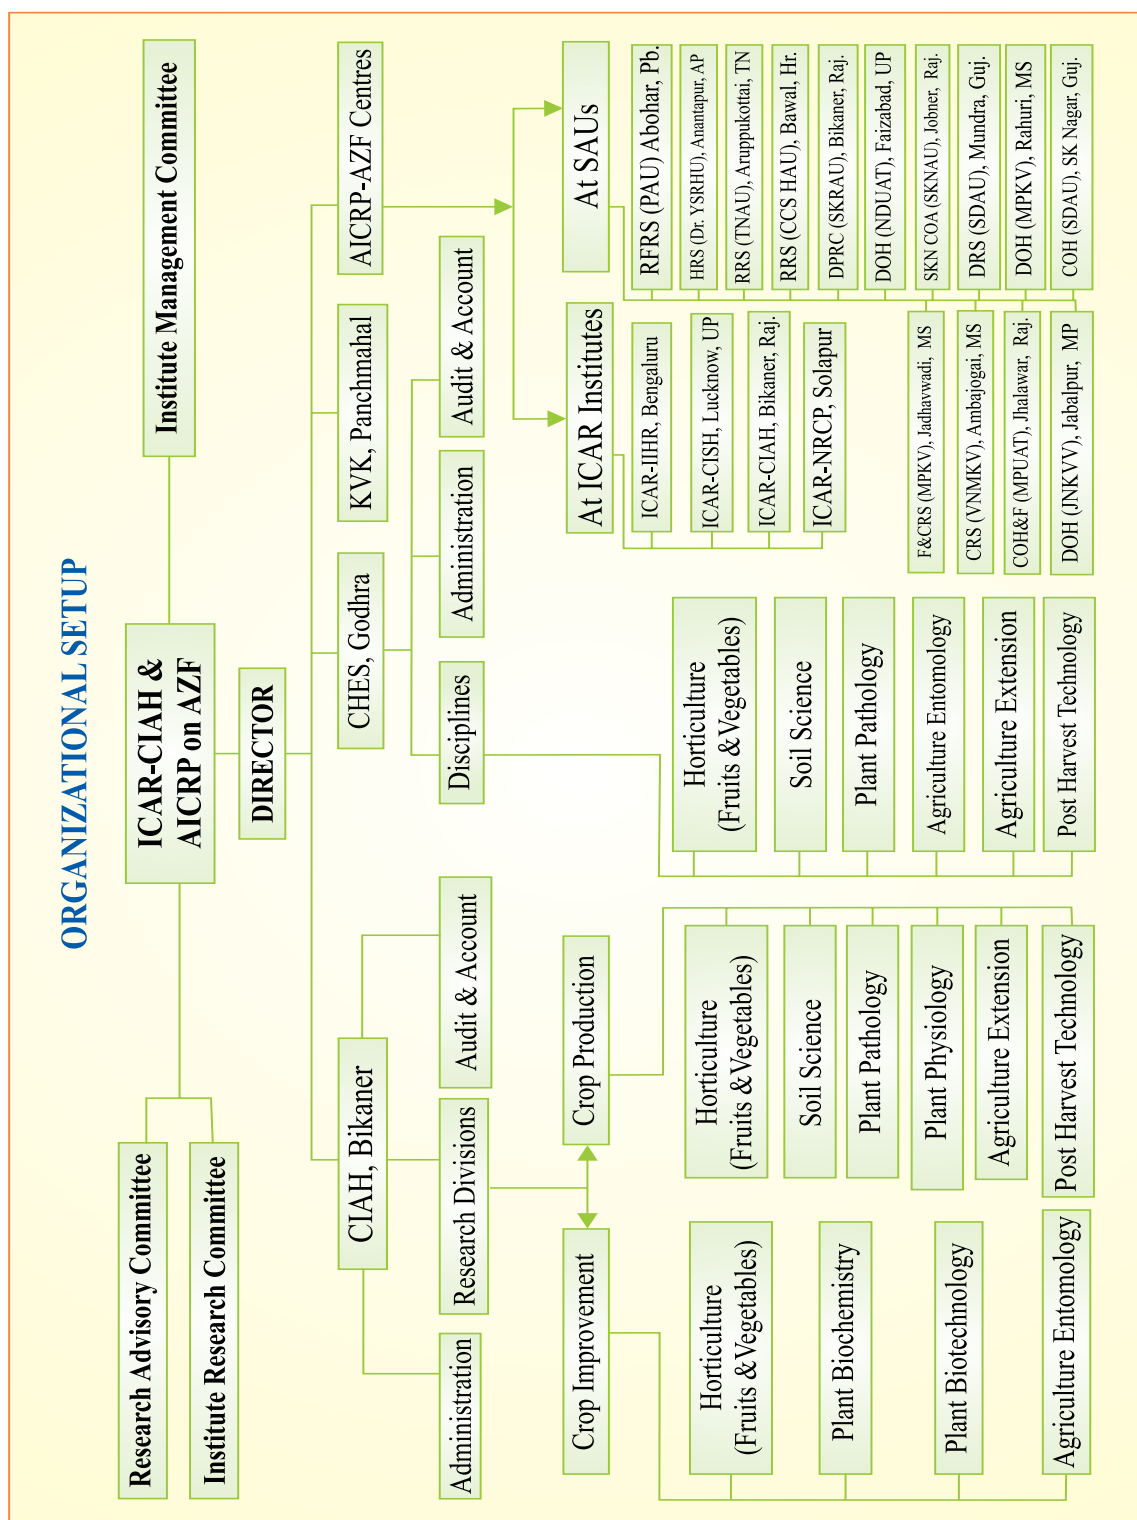 ORGANIZATIONAL SETUP
Research Advisory Committee
Institute Research Committee
ICAR-CIAH &
AICRP on AZF
Institute Management Committee
DIRECTOR
CIAH, Bikaner
CHES, Godhra
KVK, Panchmahal
AICRP-AZF Centres
Administration
Research Divisions
Audit & Account
Disciplines
Administration
Audit & Account
Crop Improvement
Crop Production
At ICAR Institutes
At SAUs
Horticulture
(Fruits &Vegetables)
Plant Biochemistry
Plant Biotechnology
Agriculture Entomology
Horticulture
(Fruits &Vegetables)
Soil Science
Plant Pathology
Plant Physiology
Agriculture Extension
Post Harvest Technology
Horticulture
(Fruits &Vegetables)
Soil Science
Plant Pathology
Agriculture Entomology
Agriculture Extension
Post Harvest Technology
ICAR-IIHR, Bengaluru
ICAR-CISH, Lucknow, UP
ICAR-CIAH, Bikaner, Raj.
ICAR-NRCP, Solapur
RFRS (PAU) Abohar, Pb.
HRS (Dr. YSRHU), Anantapur, AP
RRS (TNAU), Aruppukottai, TN
RRS (CCS HAU), Bawal, Hr.
DPRC (SKRAU), Bikaner, Raj.
DOH (NDUAT), Faizabad, UP
SKN COA (SKNAU), Jobner, Raj.
DRS (SDAU), Mundra, Guj.
DOH (MPKV), Rahuri, MS
COH (SDAU), SK Nagar, Guj.
F&CRS (MPKV), Jadhavwadi, MS
CRS (VNMKV), Ambajogai, MS
COH&F (MPUAT), Jhalawar, Raj.
DOH (JNKVV), Jabalpur, MP